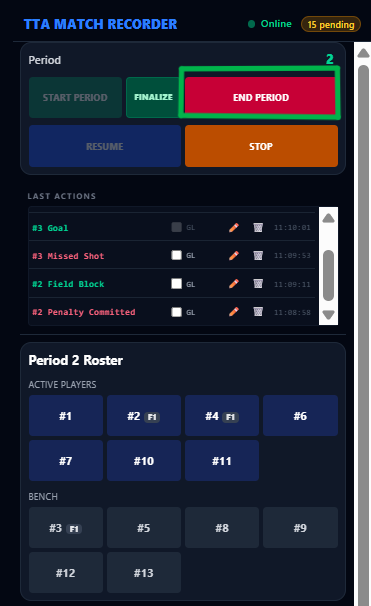 TTA MATCH RECORDER
Online
15 pending
Period
2
START PERIOD
FINALIZE
END PERIOD
RESUME
STOP
LAST ACTIONS
#3 Goal GL 11:10:01
#3 Missed Shot GL 11:09:53
#2 Field Block GL 11:09:11
#2 Penalty Committed GL 11:08:58
Period 2 Roster
ACTIVE PLAYERS
#1 #2 F1 #4 F1 #6
#7 #10 #11
BENCH
#3 F1 #5 #8 #9
#12 #13